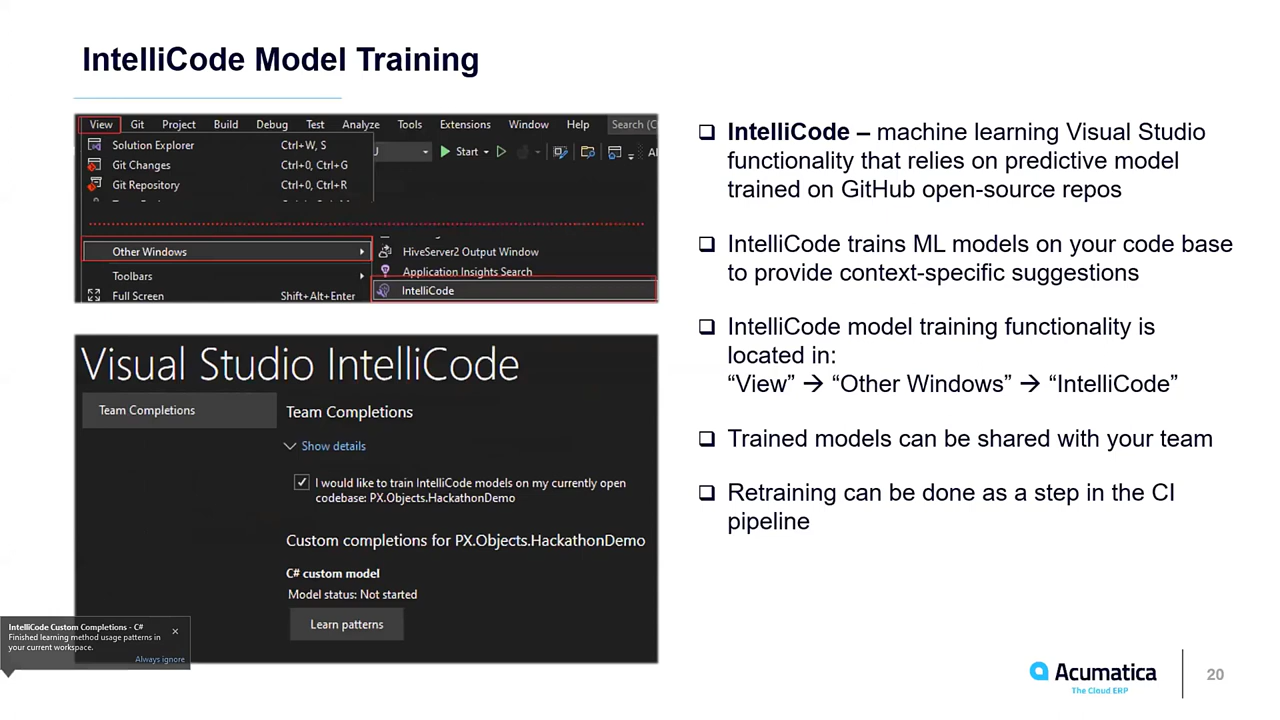 IntelliCode Model Training
View Git Project Build Debug Test Analyze Tools Extensions Window Help Search (C
Solution Explorer Ctrl+W, S
Git Changes Ctrl+0, Ctrl+G
Git Repository Ctrl+0, Ctrl+R
Start
Other Windows
HiveServer2 Output Window
Toolbars
Application Insights Search
Full Screen Shift+Alt+Enter
IntelliCode
Visual Studio IntelliCode
Team Completions
Team Completions
Show details
I would like to train IntelliCode models on my currently open
codebase: PX.Objects.HackathonDemo
Custom completions for PX.Objects.HackathonDemo
C# custom model
Model status: Not started
Learn patterns
IntelliCode Custom Completions - C#
Finished learning method usage patterns in
your current workspace.
Always ignore
IntelliCode – machine learning Visual Studio
functionality that relies on predictive model
trained on GitHub open-source repos
IntelliCode trains ML models on your code base
to provide context-specific suggestions
IntelliCode model training functionality is
located in:
“View” → “Other Windows” → “IntelliCode”
Trained models can be shared with your team
Retraining can be done as a step in the CI
pipeline
Acumatica
The Cloud ERP
20